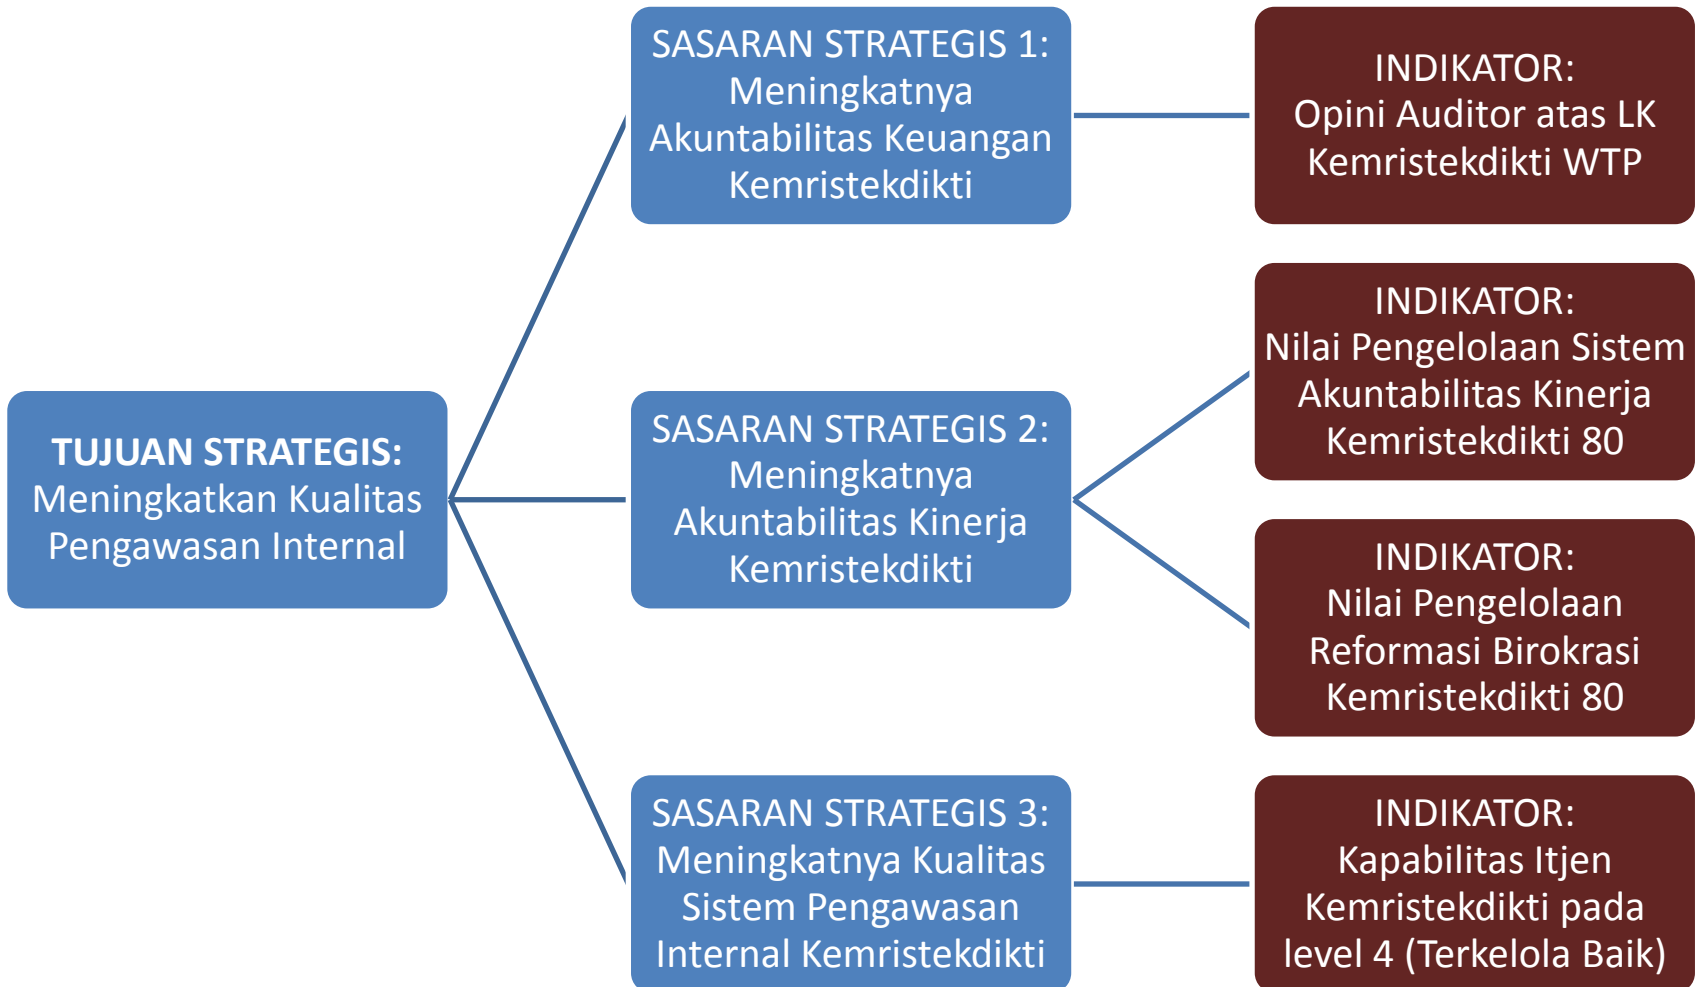 TUJUAN STRATEGIS:
Meningkatkan Kualitas
Pengawasan Internal
SASARAN STRATEGIS 1:
Meningkatnya
Akuntabilitas Keuangan
Kemristekdikti
INDIKATOR:
Opini Auditor atas LK
Kemristekdikti WTP
SASARAN STRATEGIS 2:
Meningkatnya
Akuntabilitas Kinerja
Kemristekdikti
INDIKATOR:
Nilai Pengelolaan Sistem
Akuntabilitas Kinerja
Kemristekdikti 80
INDIKATOR:
Nilai Pengelolaan
Reformasi Birokrasi
Kemristekdikti 80
SASARAN STRATEGIS 3:
Meningkatnya Kualitas
Sistem Pengawasan
Internal Kemristekdikti
INDIKATOR:
Kapabilitas Itjen
Kemristekdikti pada
level 4 (Terkelola Baik)